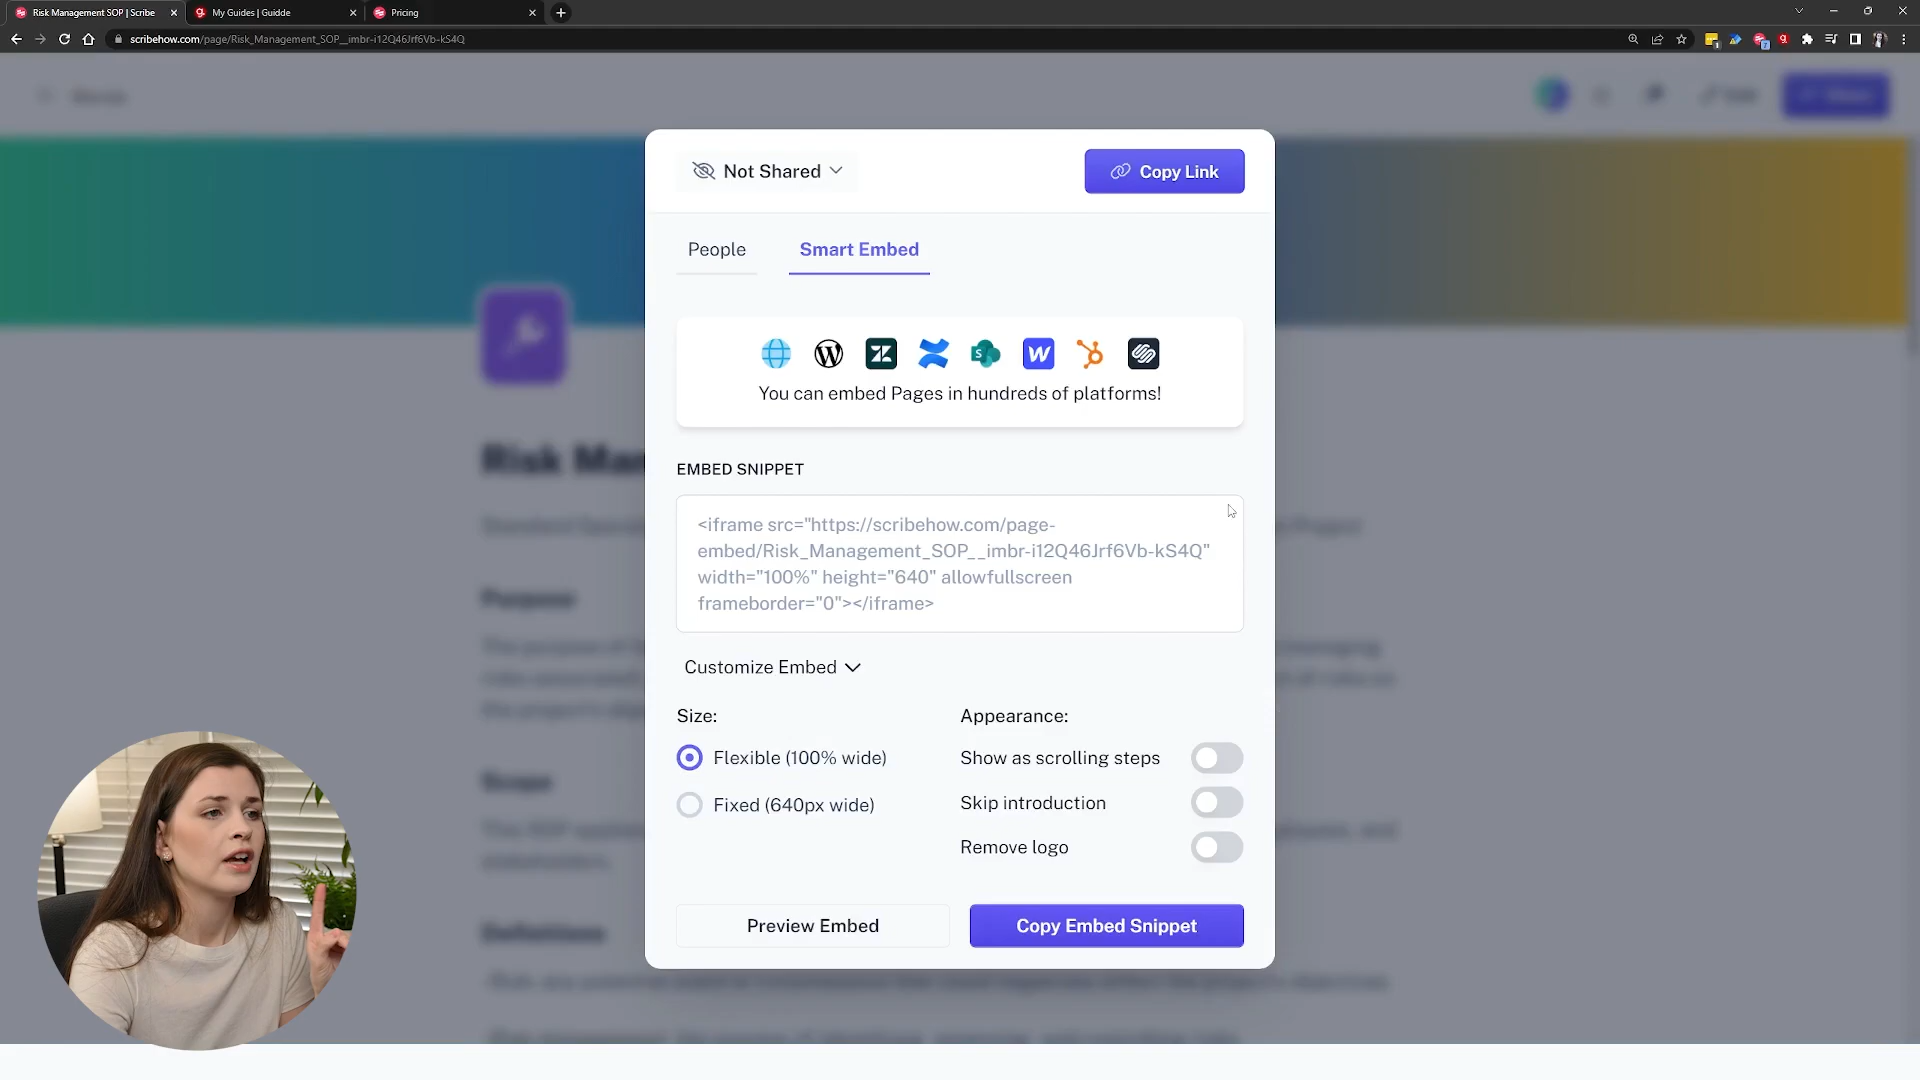 Risk Management SOP | Scribe
My Guides | Guidde
Pricing
scribehow.com/page/Risk_Management_SOP__imbr-i12Q46Jrf6Vb-kS4Q
Not Shared
Copy Link
People
Smart Embed
You can embed Pages in hundreds of platforms!
EMBED SNIPPET
<iframe src="https://scribehow.com/page-
embed/Risk_Management_SOP__imbr-i12Q46Jrf6Vb-kS4Q"
width="100%" height="640" allowfullscreen
frameborder="0"></iframe>
Customize Embed
Size:
Appearance:
Flexible (100% wide)
Show as scrolling steps
Fixed (640px wide)
Skip introduction
Remove logo
Preview Embed
Copy Embed Snippet
Risk Man
Purpose
Scope
Definitions